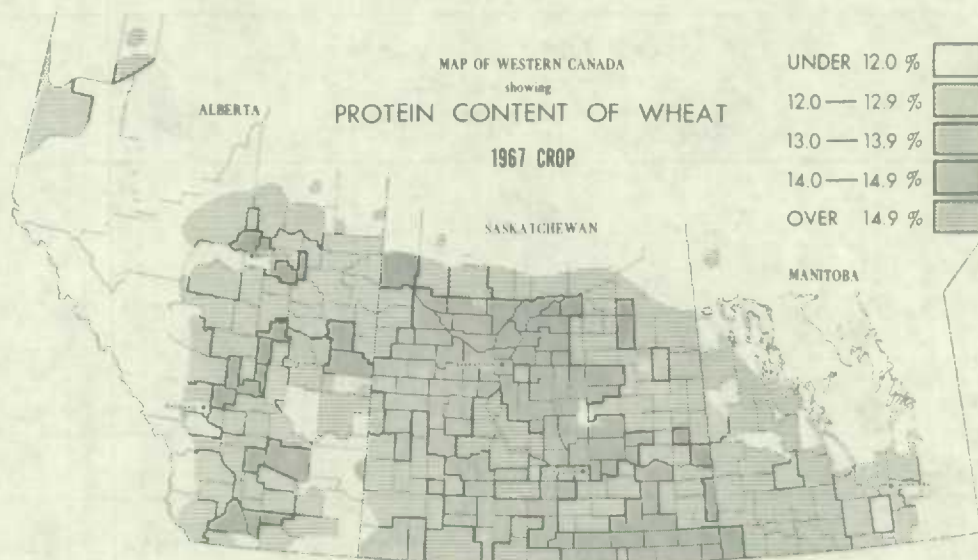 MAP OF WESTERN CANADA
showing
PROTEIN CONTENT OF WHEAT
1967 CROP
UNDER 12.0 %
12.0 — 12.9 %
13.0 — 13.9 %
14.0 — 14.9 %
OVER 14.9 %
ALBERTA
SASKATCHEWAN
MANITOBA